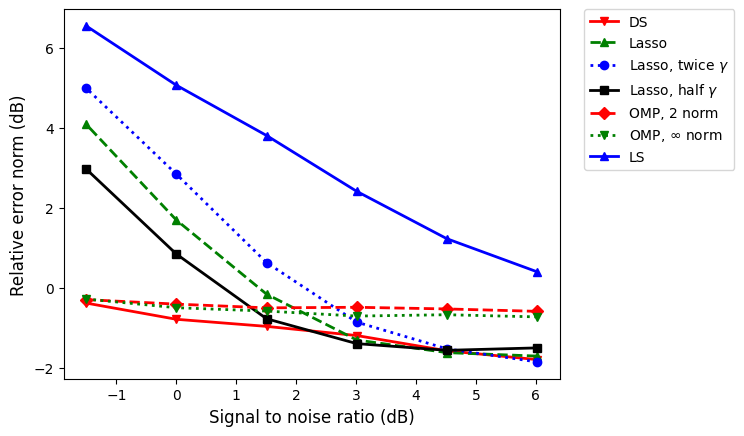 DS
Lasso
Lasso, twice γ
Lasso, half γ
OMP, 2 norm
OMP, ∞ norm
LS
Relative error norm (dB)
6
4
2
0
−2
−1
0
1
2
3
4
5
6
Signal to noise ratio (dB)